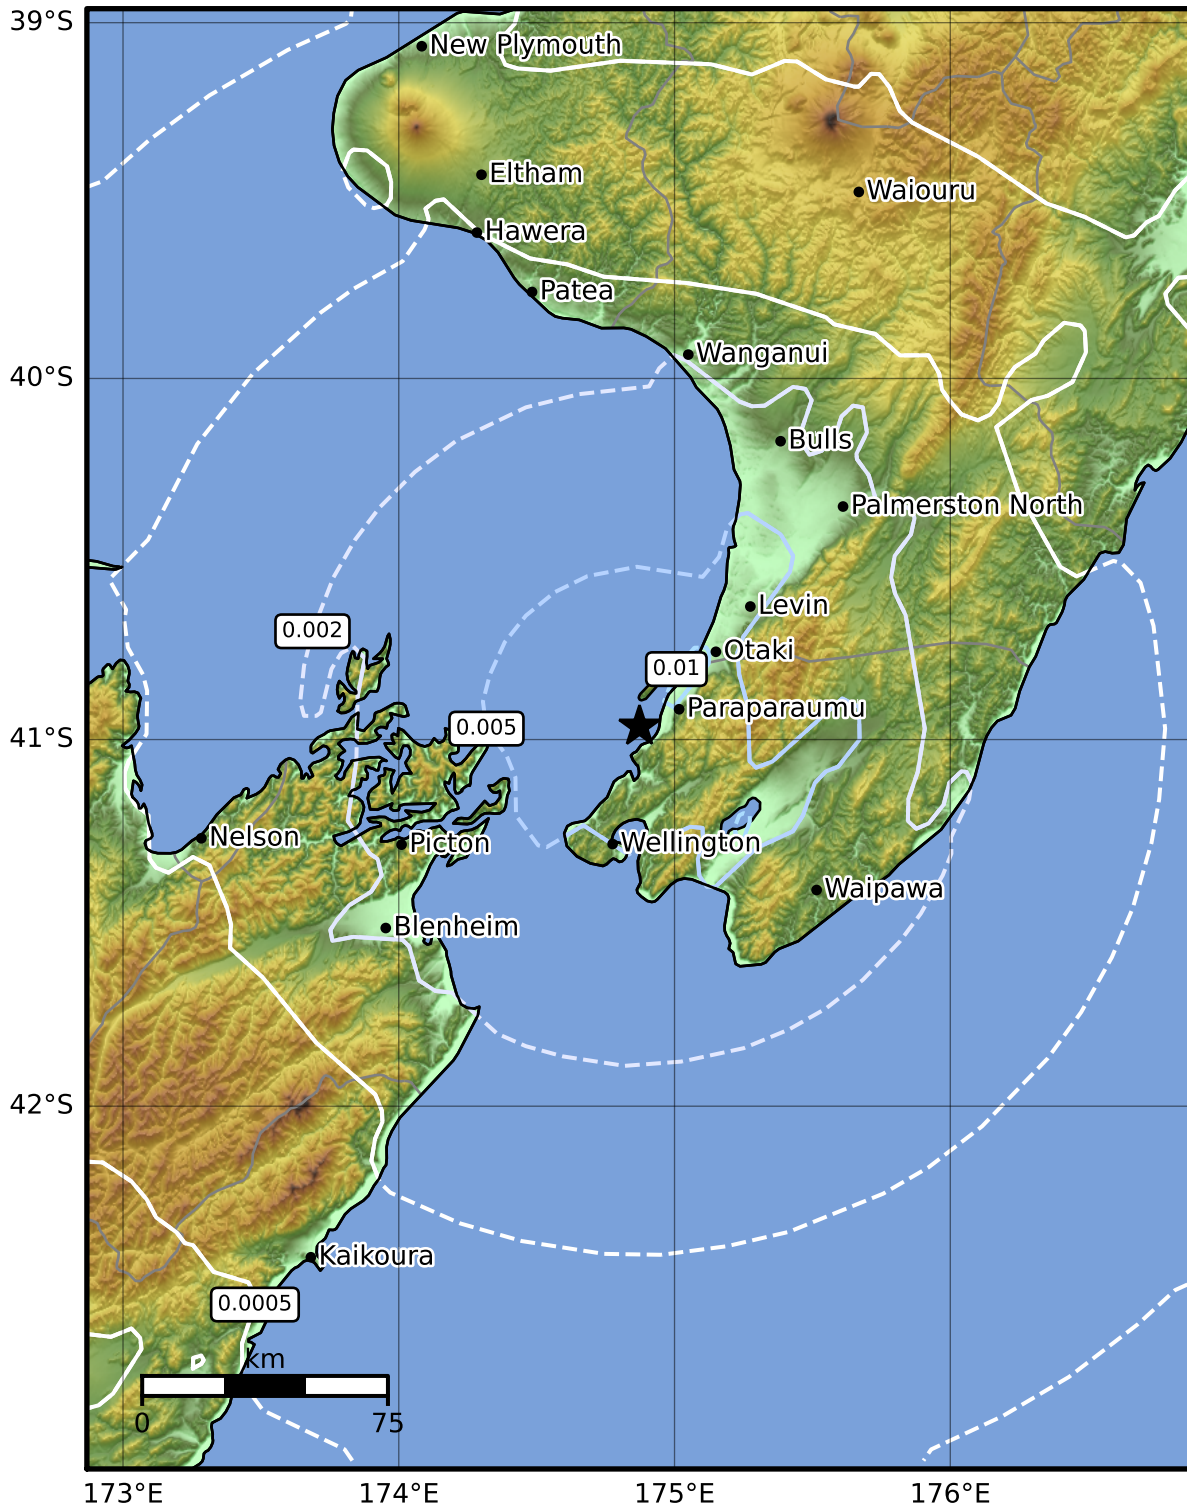 39°S
New Plymouth
Eltham
Waiouru
Hawera
Patea
Wanganui
40°S
Bulls
Palmerston North
Levin
0.002
Otaki
0.01
Paraparaumu
0.005
41°S
Nelson
Picton
Wellington
Waipawa
Blenheim
42°S
Kaikoura
0.0005
km
0 75
173°E 174°E 175°E 176°E